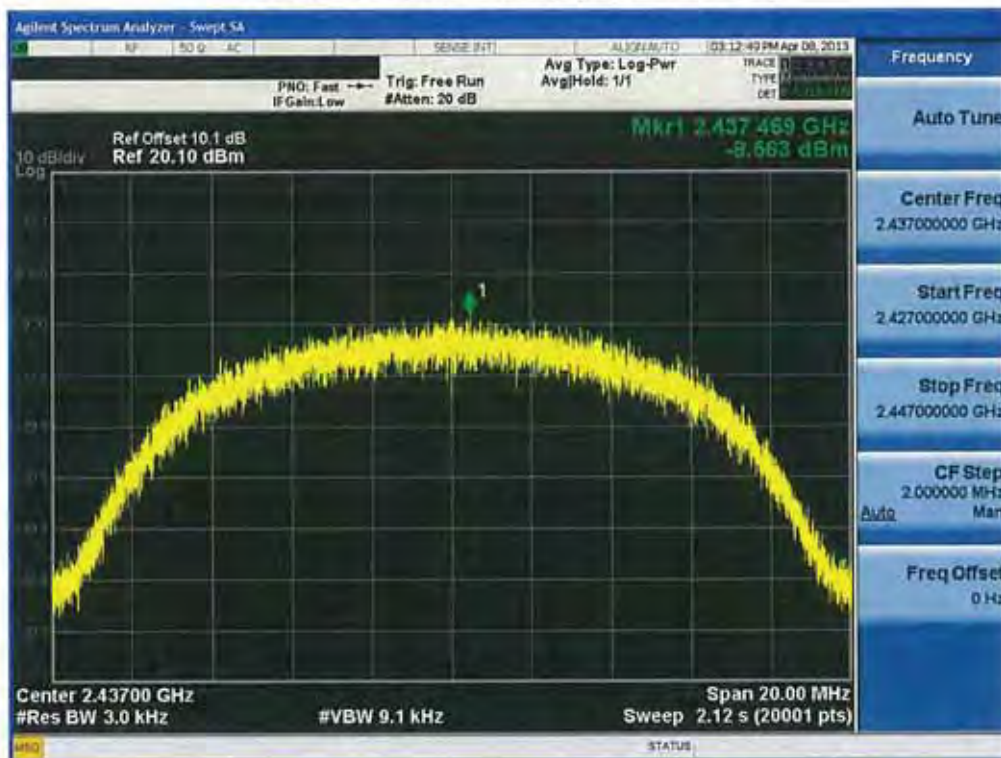 Agilent Spectrum Analyzer - Swept SA
RF 50 Ω AC SENSE:INT ALIGN AUTO 03:12:49 PM Apr 08, 2013
Frequency
PNO: Fast
IFGain:Low
Trig: Free Run
#Atten: 20 dB
Avg Type: Log-Pwr
Avg|Hold: 1/1
TRACE
TYPE
DET
Auto Tune
Mkr1 2.437 469 GHz
-8.563 dBm
Ref Offset 10.1 dB
10 dB/div Ref 20.10 dBm
Log
1
Center Freq
2.437000000 GHz
Start Freq
2.427000000 GHz
Stop Freq
2.447000000 GHz
CF Step
2.000000 MHz
Auto Man
Freq Offset
0 Hz
Center 2.43700 GHz Span 20.00 MHz
#Res BW 3.0 kHz #VBW 9.1 kHz Sweep 2.12 s (20001 pts)
MSG STATUS